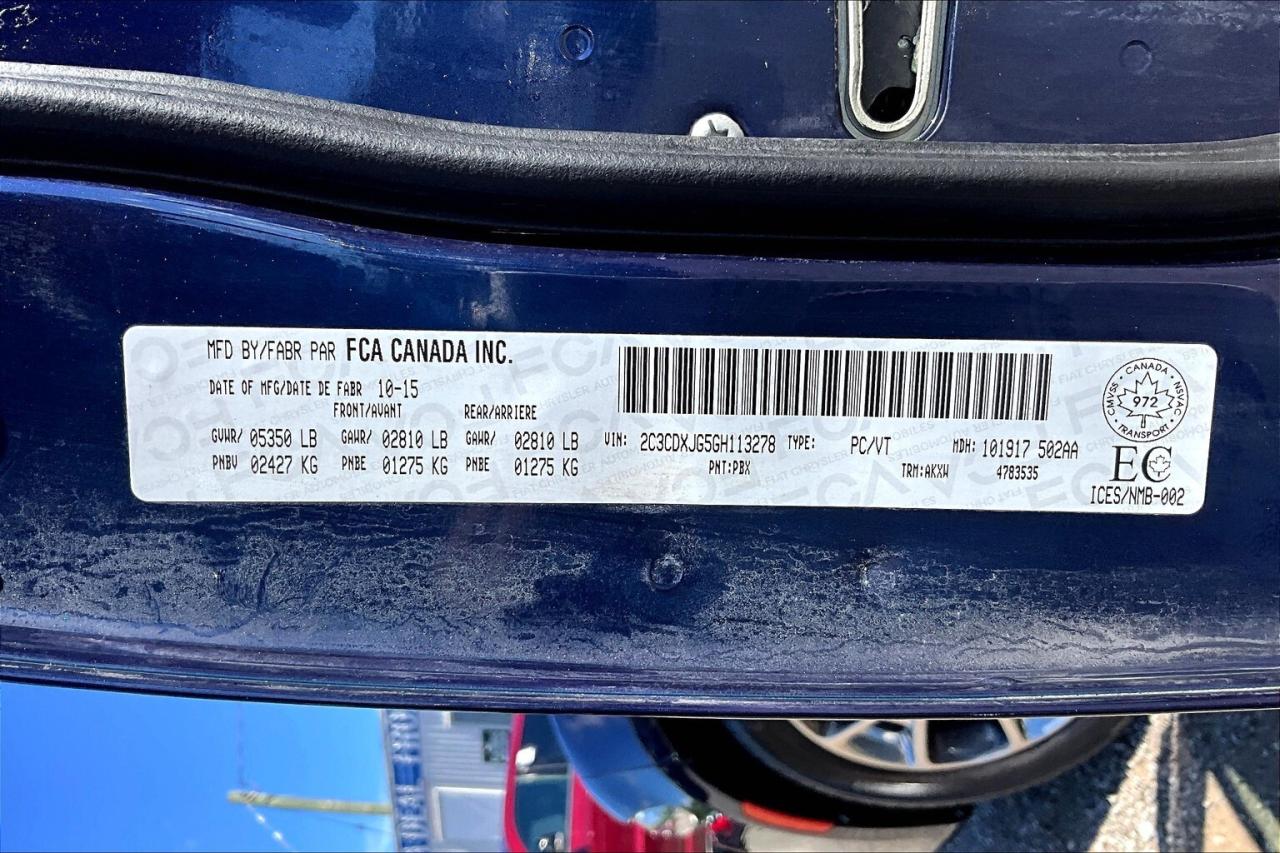 MFD BY/FABR PAR FCA CANADA INC.
DATE OF MFG/DATE DE FABR 10-15
FRONT/AVANT REAR/ARRIERE
GVWR/ 05350 LB GAWR/ 02810 LB GAWR/ 02810 LB
PNBV 02427 KG PNBE 01275 KG PNBE 01275 KG
VIN: 2C3CDXJG5GH113278 TYPE: PC/VT MDH: 101917 502AA
PNT:PBX TRM:AKXW 4783535
CANADA
CMVSS 972 NSVAC
TRANSPORT
EC
ICES/NMB-002